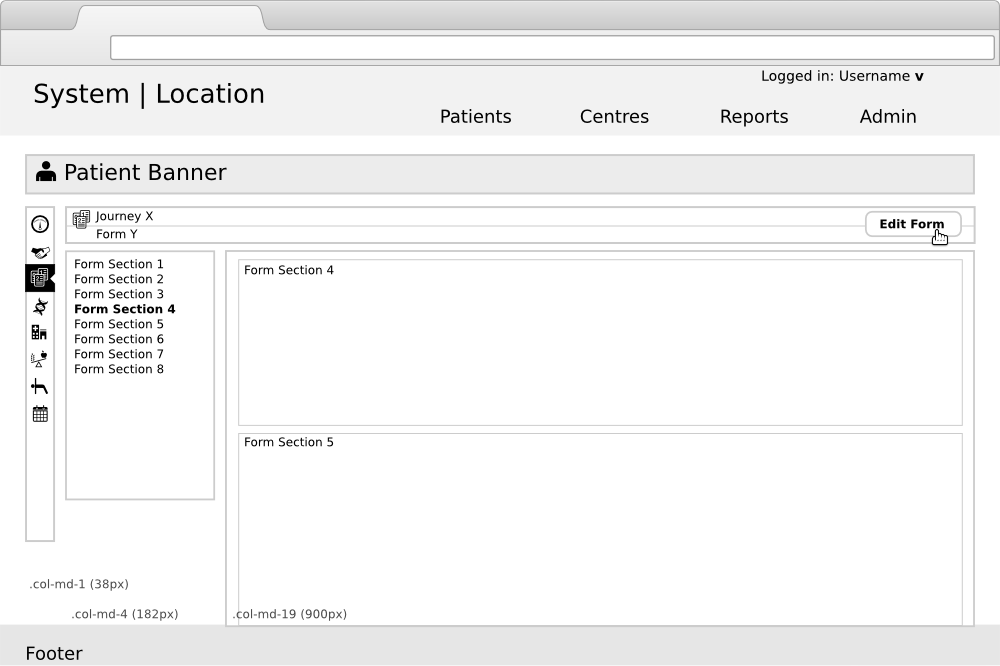 Logged in: Username v
System | Location
Patients Centres Reports Admin
Patient Banner
Journey X
Form Y
Edit Form
Form Section 1
Form Section 2
Form Section 3
Form Section 4
Form Section 5
Form Section 6
Form Section 7
Form Section 8
Form Section 4
Form Section 5
.col-md-1 (38px)
.col-md-4 (182px)
.col-md-19 (900px)
Footer